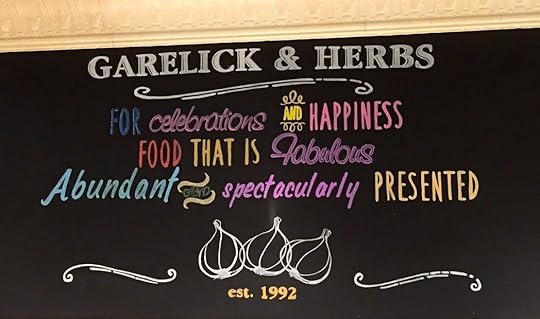 GARELICK & HERBS
FOR celebrations AND HAPPINESS
FOOD THAT IS Fabulous
Abundant AND spectacularly PRESENTED
est. 1992